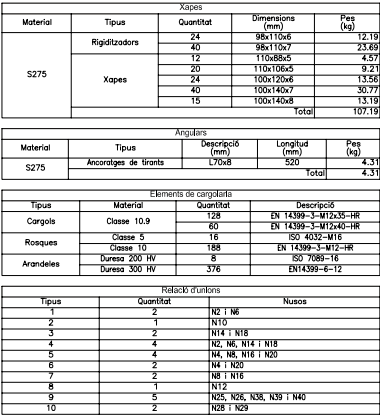 Xapes
Material Tipus Quantitat Dimensions (mm) Pes (kg)
S275 Rigiditzadors 24 98x110x6 12.19
40 98x110x7 23.69
Xapes 12 110x88x5 4.57
20 110x106x5 9.21
24 100x120x6 13.56
40 100x140x7 30.77
15 100x140x8 13.19
Total 107.19
Angulars
Material Tipus Descripció (mm) Longitud (mm) Pes (kg)
S275 Ancoratges de tirants L70x8 520 4.31
Total 4.31
Elements de cargolaria
Tipus Material Quantitat Descripció
Cargols Classe 10.9 128 EN 14399-3-M12x35-HR
60 EN 14399-3-M12x40-HR
Rosques Classe 5 16 ISO 4032-M16
Classe 10 188 EN 14399-3-M12-HR
Arandeles Duresa 200 HV 8 ISO 7089-16
Duresa 300 HV 376 EN14399-6-12
Relació d'unions
Tipus Quantitat Nusos
1 2 N2 i N6
2 1 N10
3 2 N14 i N18
4 4 N2, N6, N14 i N18
5 4 N4, N8, N16 i N20
6 2 N4 i N20
7 2 N8 i N16
8 1 N12
9 5 N25, N26, N38, N39 i N40
10 2 N28 i N29